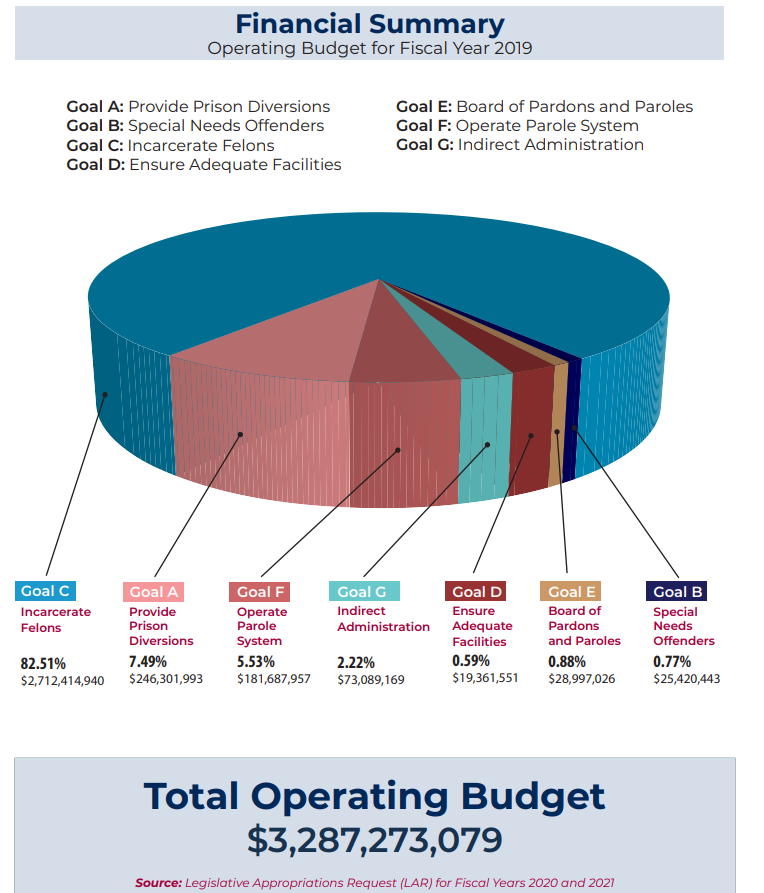 Financial Summary
Operating Budget for Fiscal Year 2019
Goal A: Provide Prison Diversions
Goal B: Special Needs Offenders
Goal C: Incarcerate Felons
Goal D: Ensure Adequate Facilities
Goal E: Board of Pardons and Paroles
Goal F: Operate Parole System
Goal G: Indirect Administration
Goal C
Incarcerate
Felons
82.51%
$2,712,414,940
Goal A
Provide
Prison
Diversions
7.49%
$246,301,993
Goal F
Operate
Parole
System
5.53%
$181,687,957
Goal G
Indirect
Administration
2.22%
$73,089,169
Goal D
Ensure
Adequate
Facilities
0.59%
$19,361,551
Goal E
Board of
Pardons
and Paroles
0.88%
$28,997,026
Goal B
Special
Needs
Offenders
0.77%
$25,420,443
Total Operating Budget
$3,287,273,079
Source: Legislative Appropriations Request (LAR) for Fiscal Years 2020 and 2021